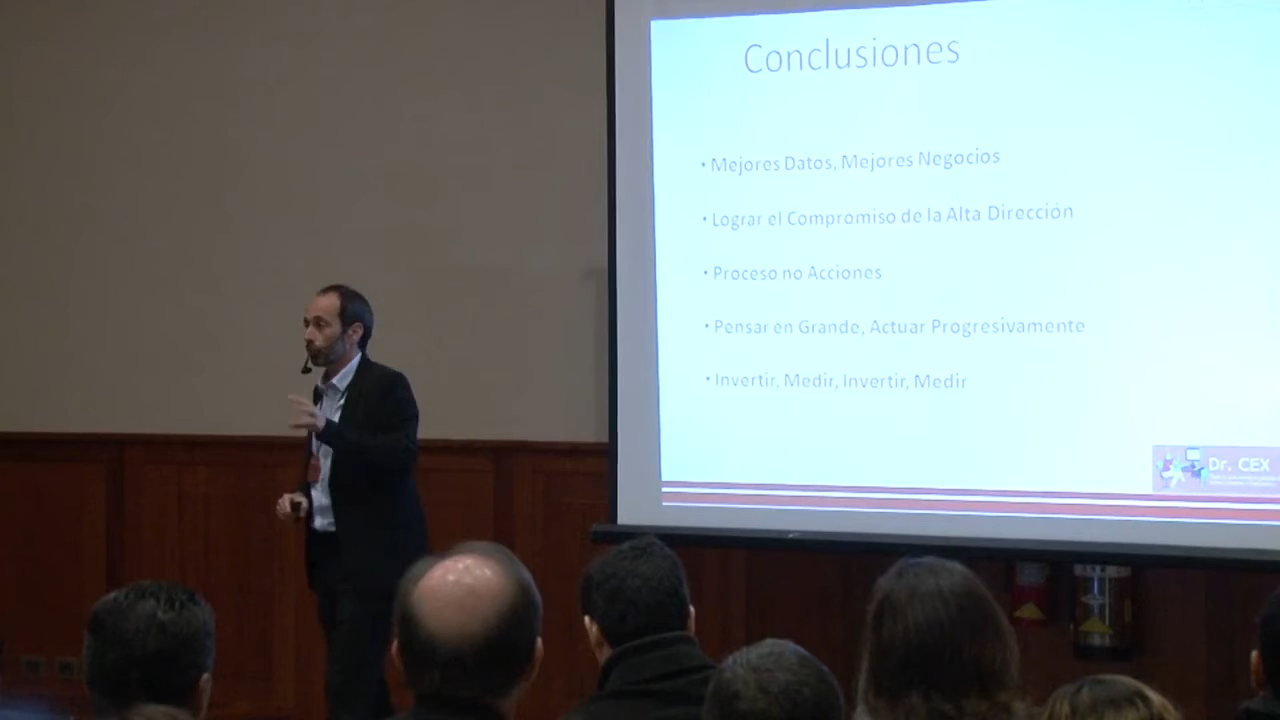 Conclusiones
• Mejores Datos, Mejores Negocios
• Lograr el Compromiso de la Alta Dirección
• Proceso no Acciones
• Pensar en Grande, Actuar Progresivamente
• Invertir, Medir, Invertir, Medir
Dr. CEX